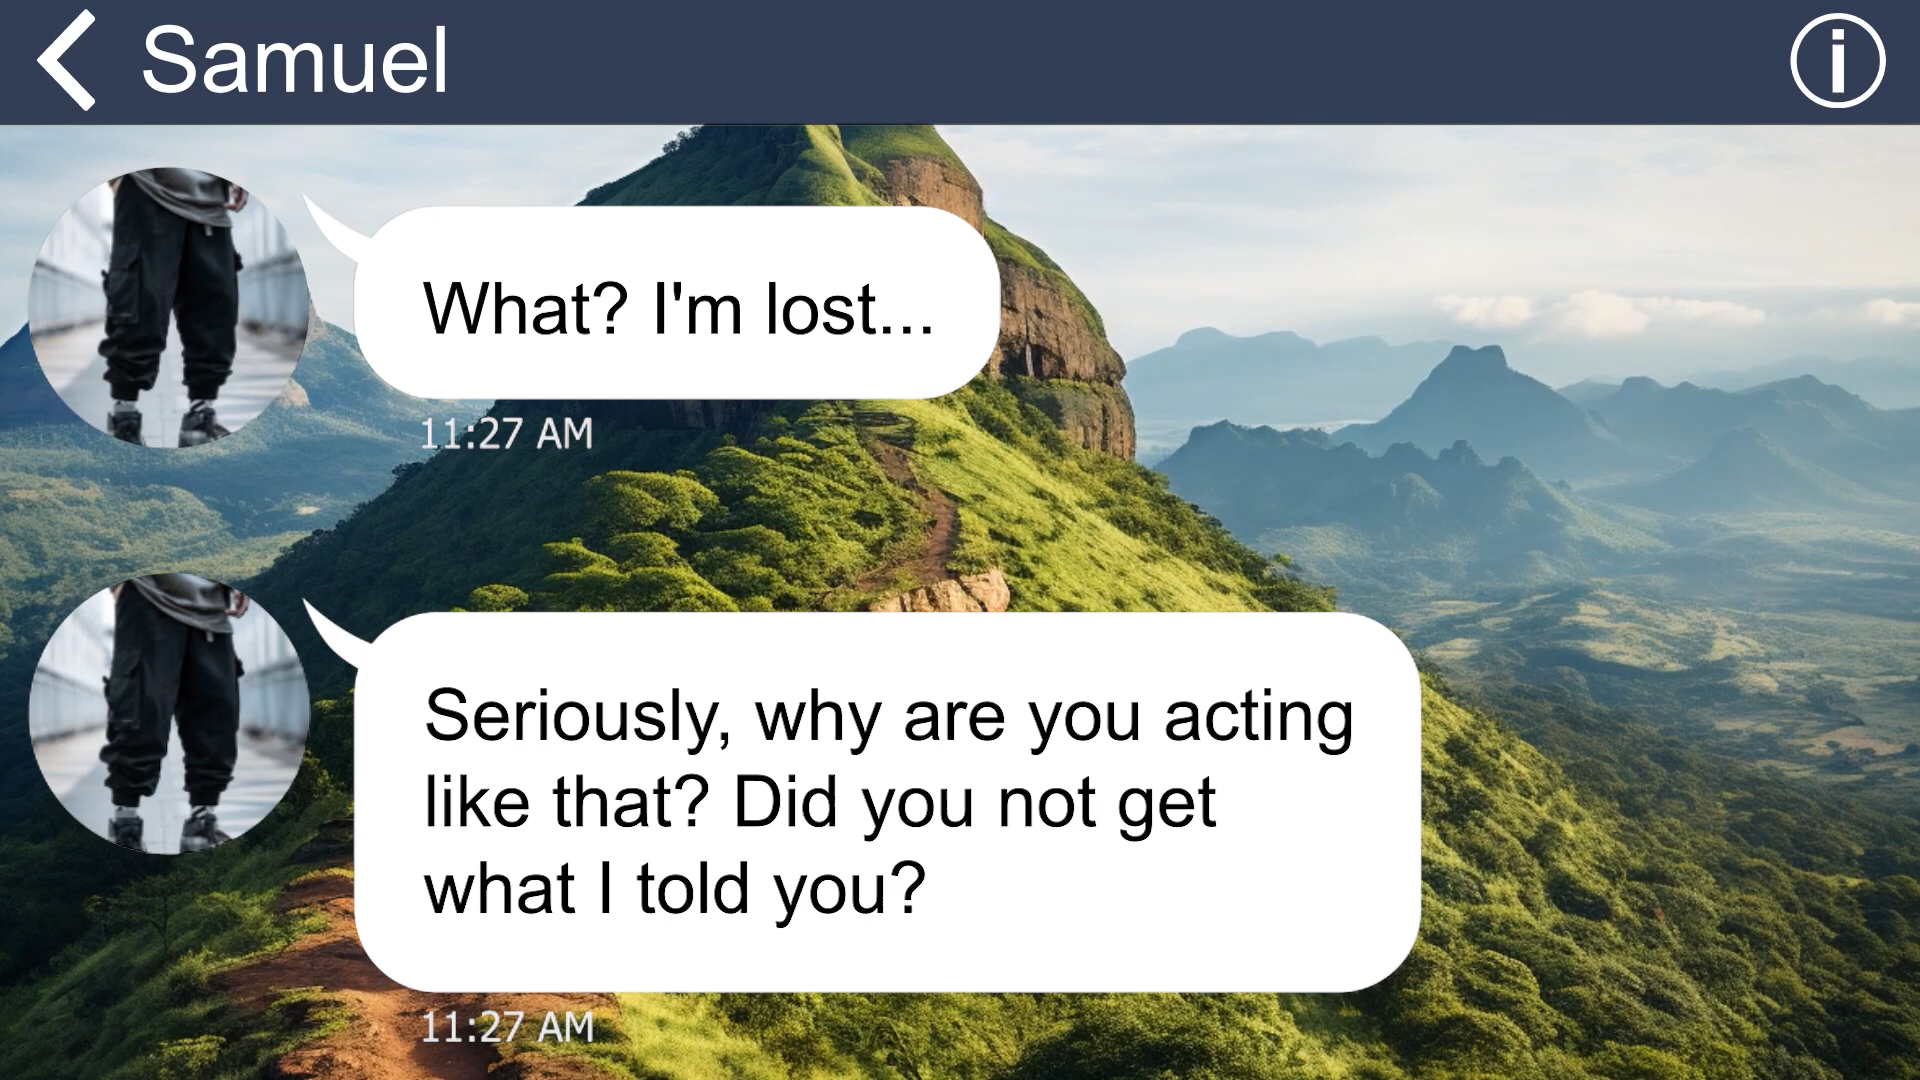 Samuel
What? I'm lost...
11:27 AM
Seriously, why are you acting
like that? Did you not get
what I told you?
11:27 AM